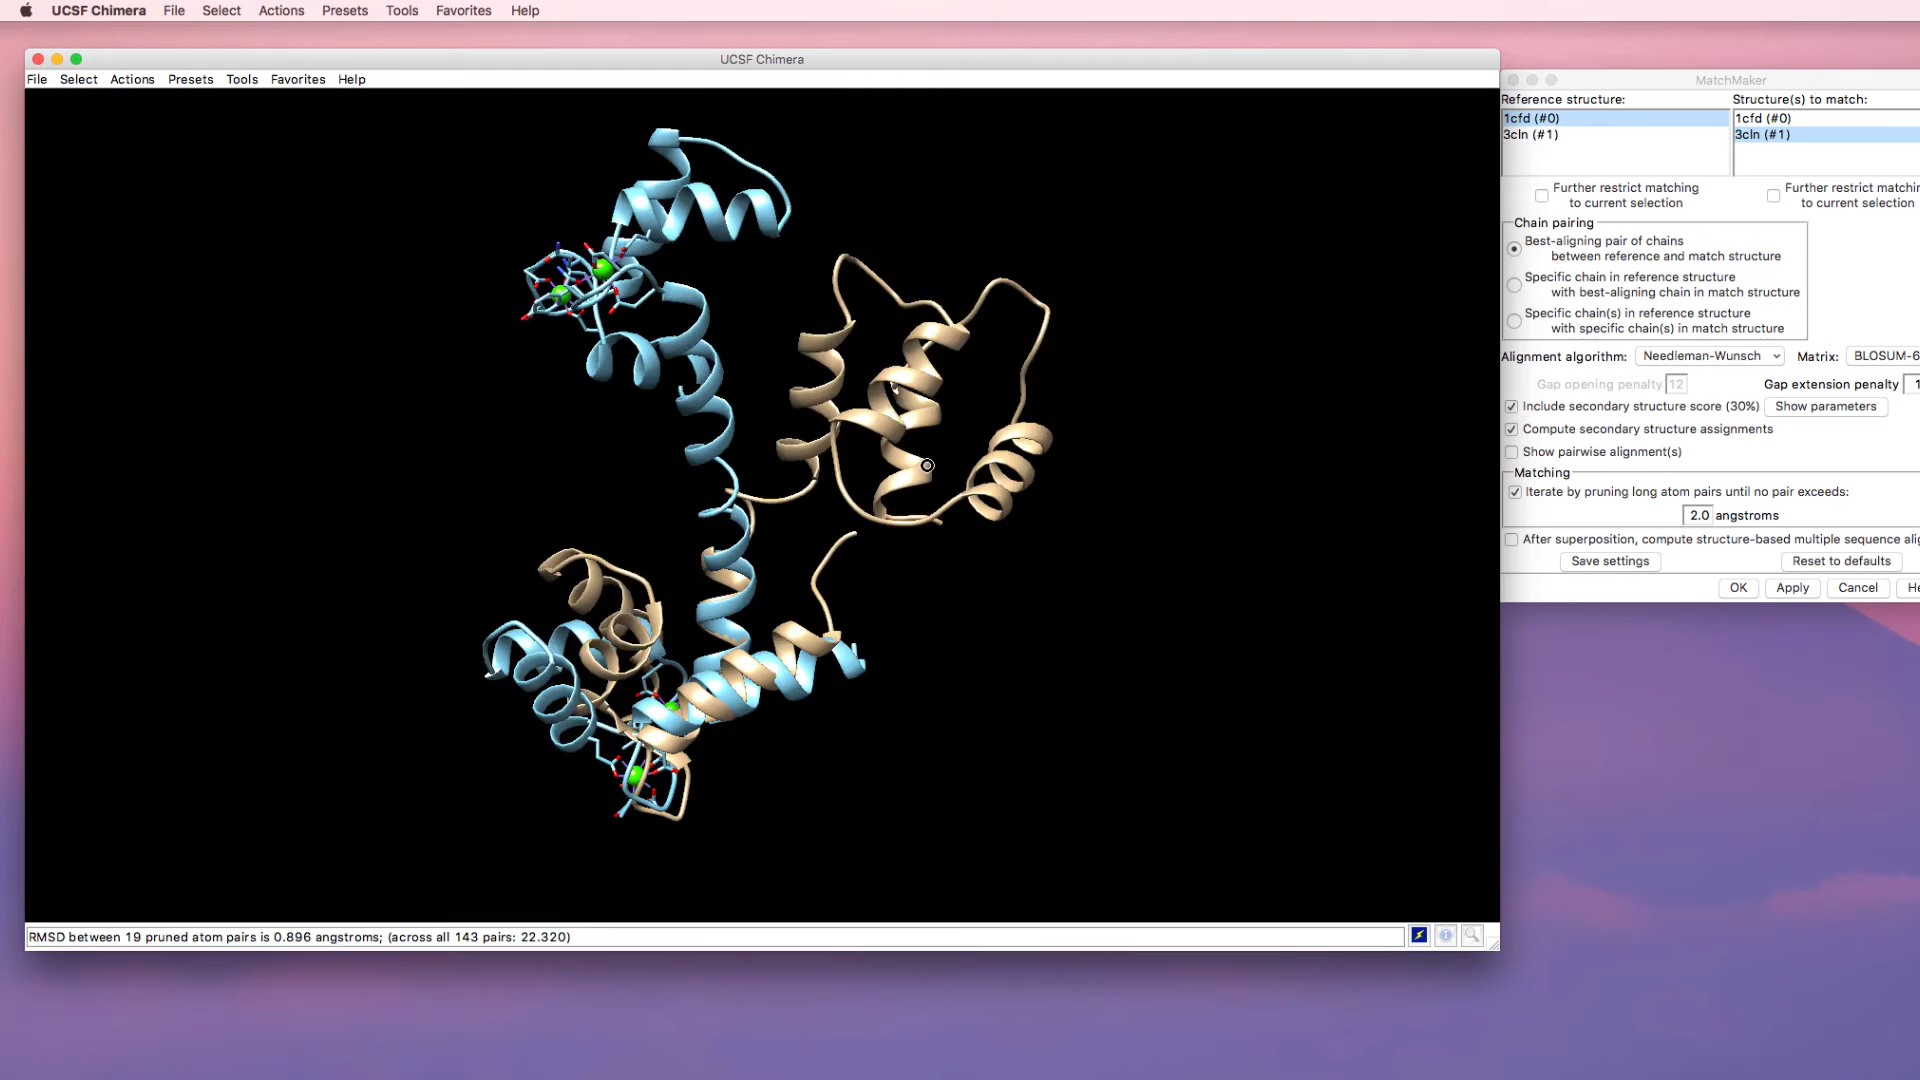 UCSF Chimera File Select Actions Presets Tools Favorites Help
UCSF Chimera
File Select Actions Presets Tools Favorites Help
MatchMaker
Reference structure: Structure(s) to match:
1cfd (#0) 1cfd (#0)
3cln (#1) 3cln (#1)
Further restrict matching Further restrict matchin
to current selection to current selection
Chain pairing
Best-aligning pair of chains
between reference and match structure
Specific chain in reference structure
with best-aligning chain in match structure
Specific chain(s) in reference structure
with specific chain(s) in match structure
Alignment algorithm: Needleman-Wunsch Matrix: BLOSUM-6
Gap opening penalty 12 Gap extension penalty 1
Include secondary structure score (30%) Show parameters
Compute secondary structure assignments
Show pairwise alignment(s)
Matching
Iterate by pruning long atom pairs until no pair exceeds:
2.0 angstroms
After superposition, compute structure-based multiple sequence alig
Save settings Reset to defaults
OK Apply Cancel He
RMSD between 19 pruned atom pairs is 0.896 angstroms; (across all 143 pairs: 22.320)